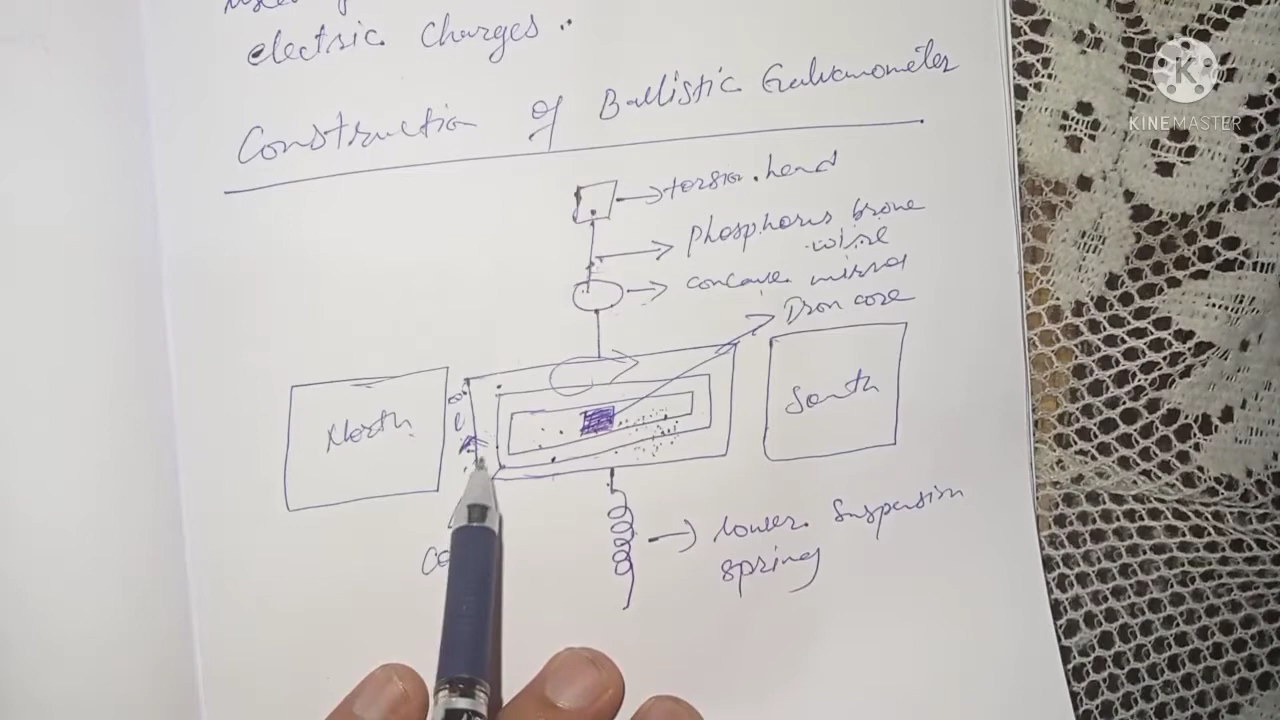 electric charges.
Construction of Ballistic Galvanometer
torsion head
phosphorus brone
wire
concave mirror
Iron core
North
South
lower suspension
spring
K
KINEMASTER